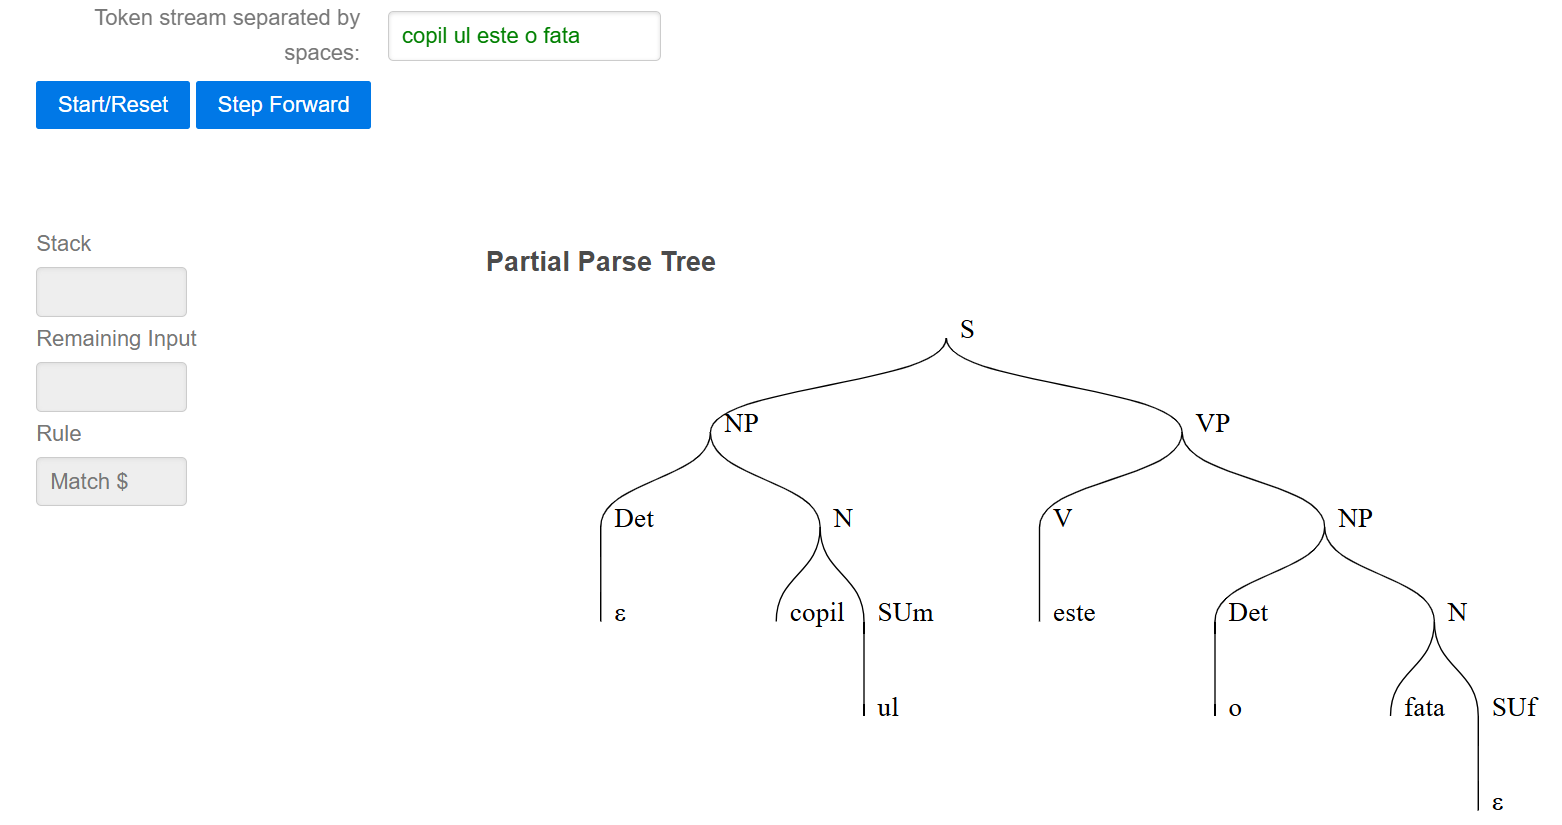 Token stream separated by
spaces:
copil ul este o fata
Start/Reset Step Forward
Stack
Partial Parse Tree
Remaining Input
Rule
Match $
S
NP VP
Det N V NP
ε copil SUm este Det N
ul o fata SUf
ε